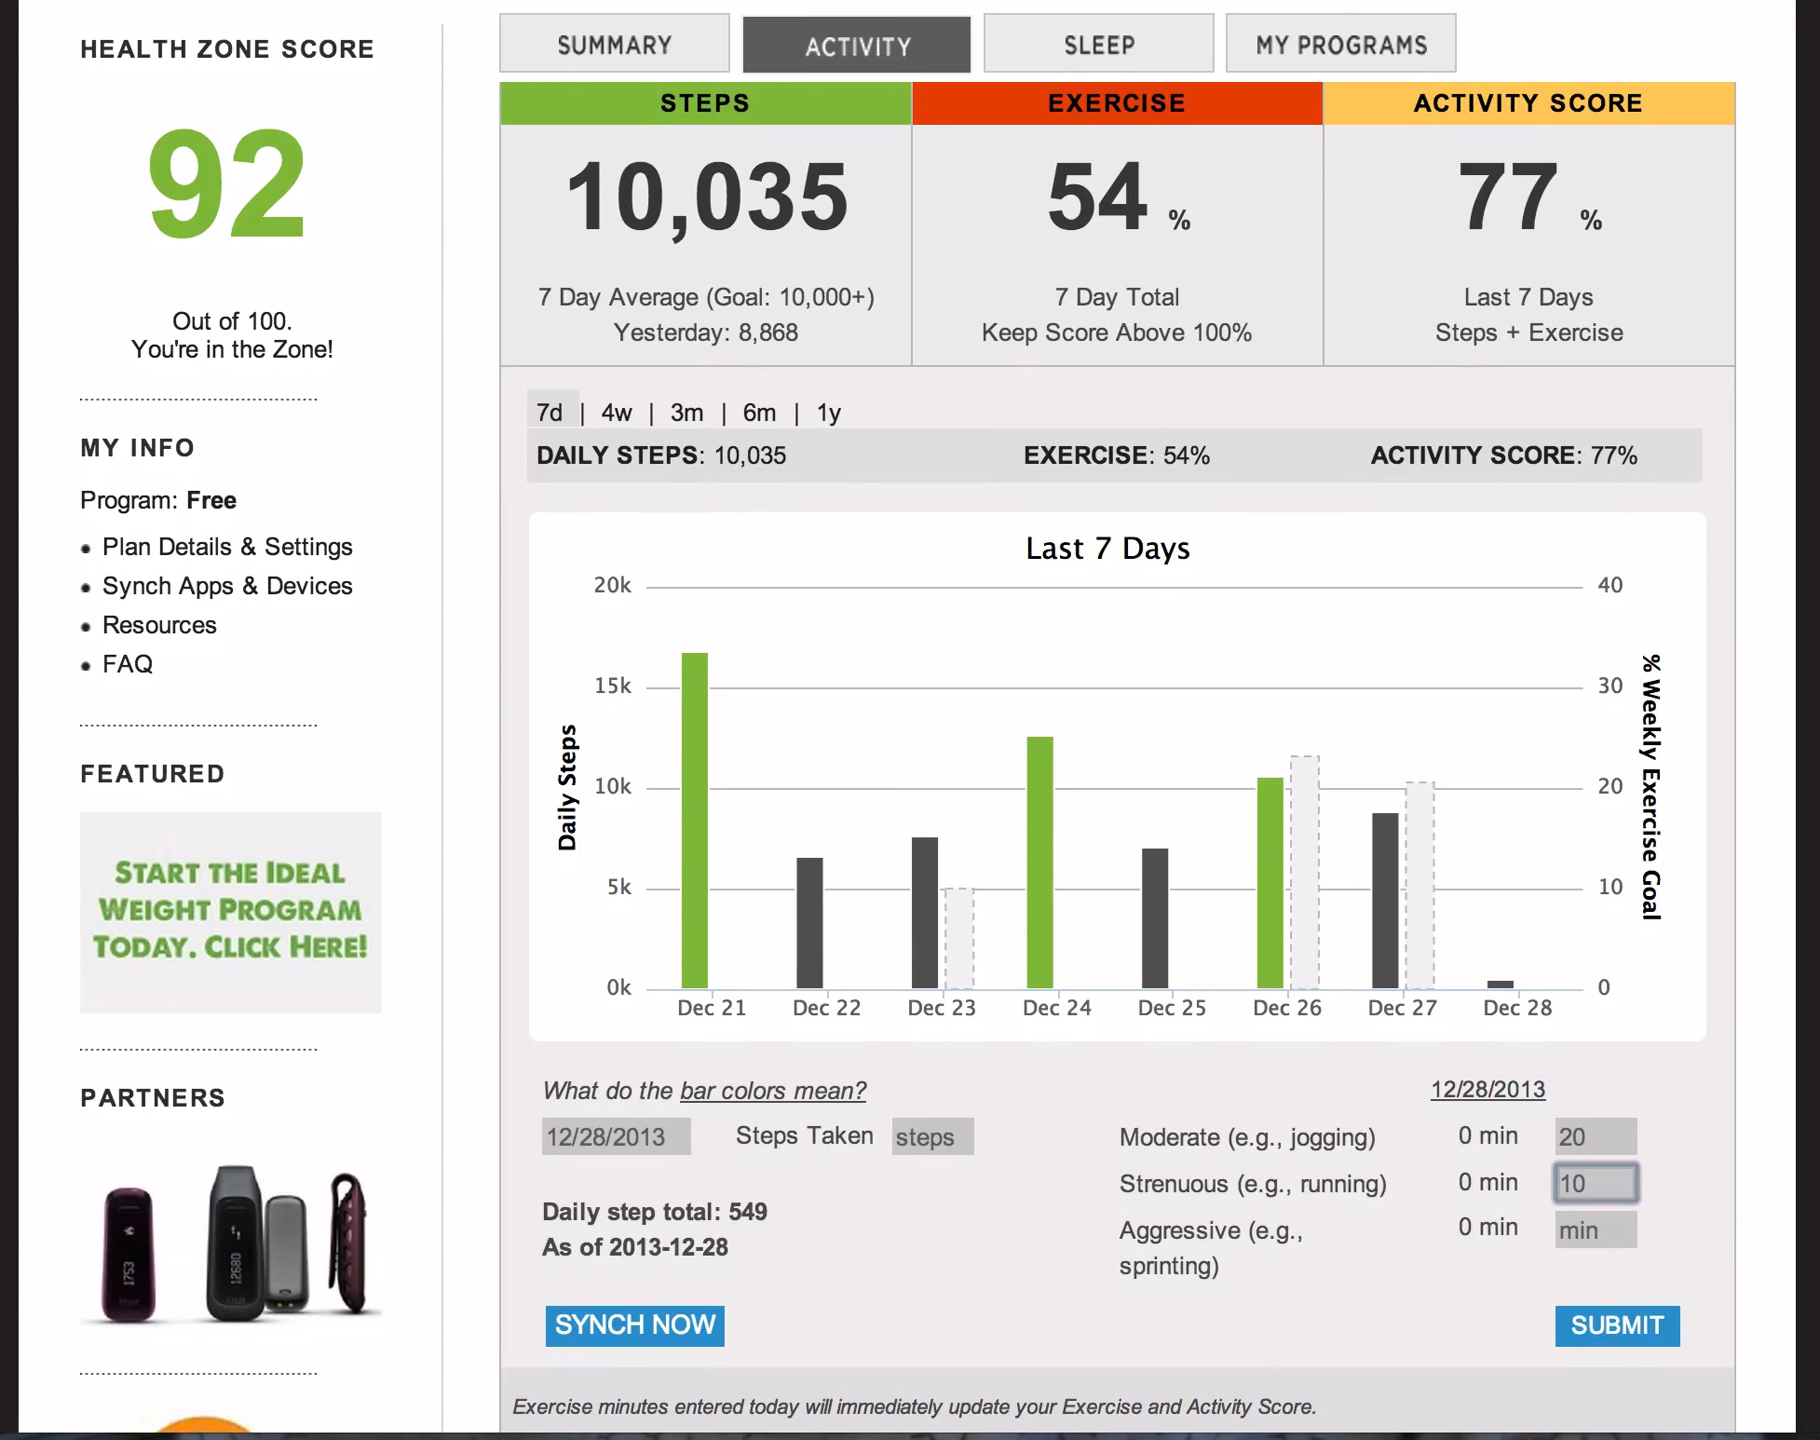 HEALTH ZONE SCORE
92
Out of 100.
You're in the Zone!
MY INFO
Program: Free
Plan Details & Settings
Synch Apps & Devices
Resources
FAQ
FEATURED
START THE IDEAL
WEIGHT PROGRAM
TODAY. CLICK HERE!
PARTNERS
1753
12680
SUMMARY
ACTIVITY
SLEEP
MY PROGRAMS
STEPS
10,035
7 Day Average (Goal: 10,000+)
Yesterday: 8,868
EXERCISE
54 %
7 Day Total
Keep Score Above 100%
ACTIVITY SCORE
77 %
Last 7 Days
Steps + Exercise
7d | 4w | 3m | 6m | 1y
DAILY STEPS: 10,035 EXERCISE: 54% ACTIVITY SCORE: 77%
Last 7 Days
Daily Steps
20k
15k
10k
5k
0k
40
30
20
10
0
% Weekly Exercise Goal
Dec 21 Dec 22 Dec 23 Dec 24 Dec 25 Dec 26 Dec 27 Dec 28
What do the bar colors mean?
12/28/2013 Steps Taken steps
Daily step total: 549
As of 2013-12-28
SYNCH NOW
12/28/2013
Moderate (e.g., jogging) 0 min 20
Strenuous (e.g., running) 0 min 10
Aggressive (e.g., 0 min min
sprinting)
SUBMIT
Exercise minutes entered today will immediately update your Exercise and Activity Score.